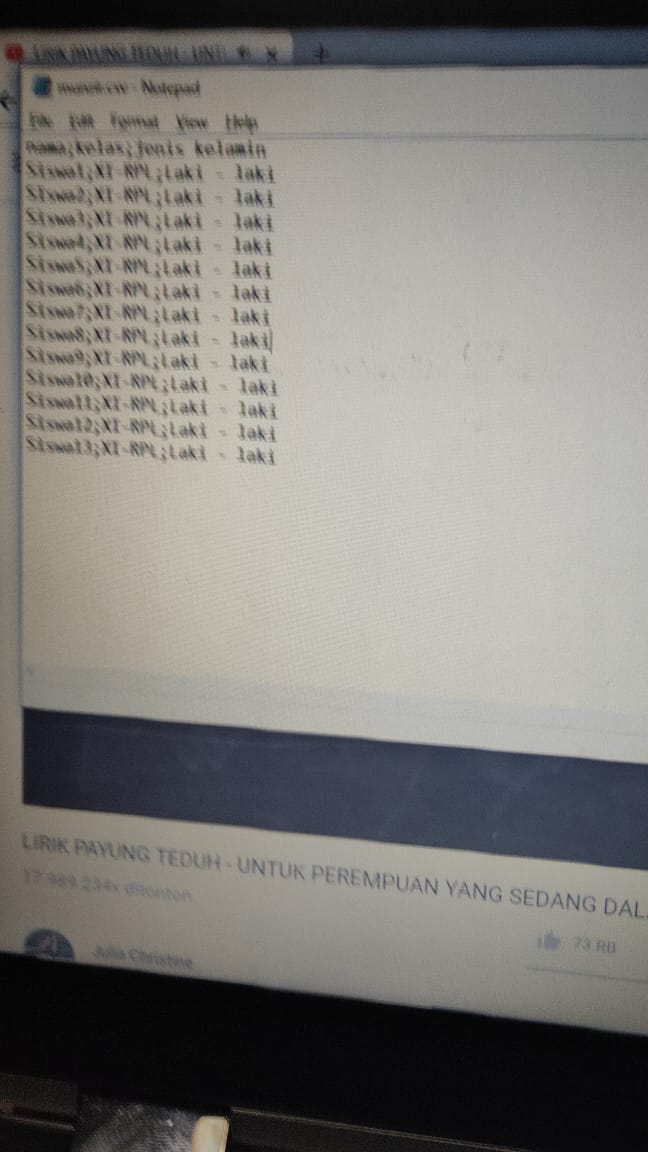 LIRIK PAYUNG TEDUH - UNT
- Notepad
File Edit Format View Help
nama;kelas;jenis kelamin
Siswa1;XI-RPL;Laki - laki
Siswa2;XI-RPL;Laki - laki
Siswa3;XI-RPL;Laki - laki
Siswa4;XI-RPL;Laki - laki
Siswa5;XI-RPL;Laki - laki
Siswa6;XI-RPL;Laki - laki
Siswa7;XI-RPL;Laki - laki
Siswa8;XI-RPL;Laki - laki
Siswa9;XI-RPL;Laki - laki
Siswa10;XI-RPL;Laki - laki
Siswa11;XI-RPL;Laki - laki
Siswa12;XI-RPL;Laki - laki
Siswa13;XI-RPL;Laki - laki
LIRIK PAYUNG TEDUH - UNTUK PEREMPUAN YANG SEDANG DAL
17.989.234x ditonton
73 RB
Julia Christine